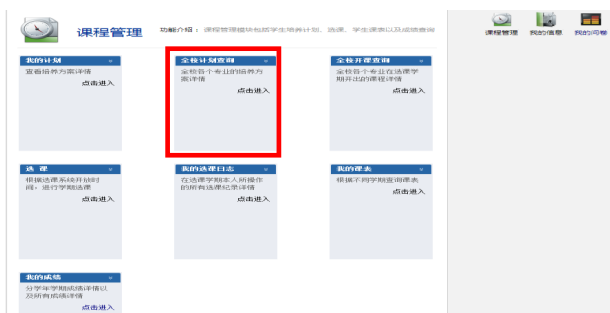 课程管理
功能介绍：课程管理模块包括学生培养计划、选课、学生课表以及成绩查询
课程管理
我的信息
我的问卷
我的计划
查看培养方案详情
点击进入
全校计划查询
全校各个专业的培养方
案详情
点击进入
全校开课查询
全校各个专业在选课学
期开出的课程详情
点击进入
选 课
根据选课系统开放时
间，进行学期选课
点击进入
我的选课日志
在选课学期本人所操作
的所有选课纪录详情
点击进入
我的课表
根据不同学期查询课表
点击进入
我的成绩
分学年学期成绩详情以
及所有成绩详情
点击进入